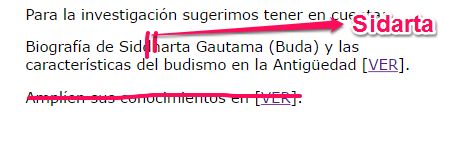 Para la investigación sugerimos tener en cuenta:
Sidarta
Biografía de Siddharta Gautama (Buda) y las
características del budismo en la Antigüedad [VER].
Amplíen sus conocimientos en [VER].